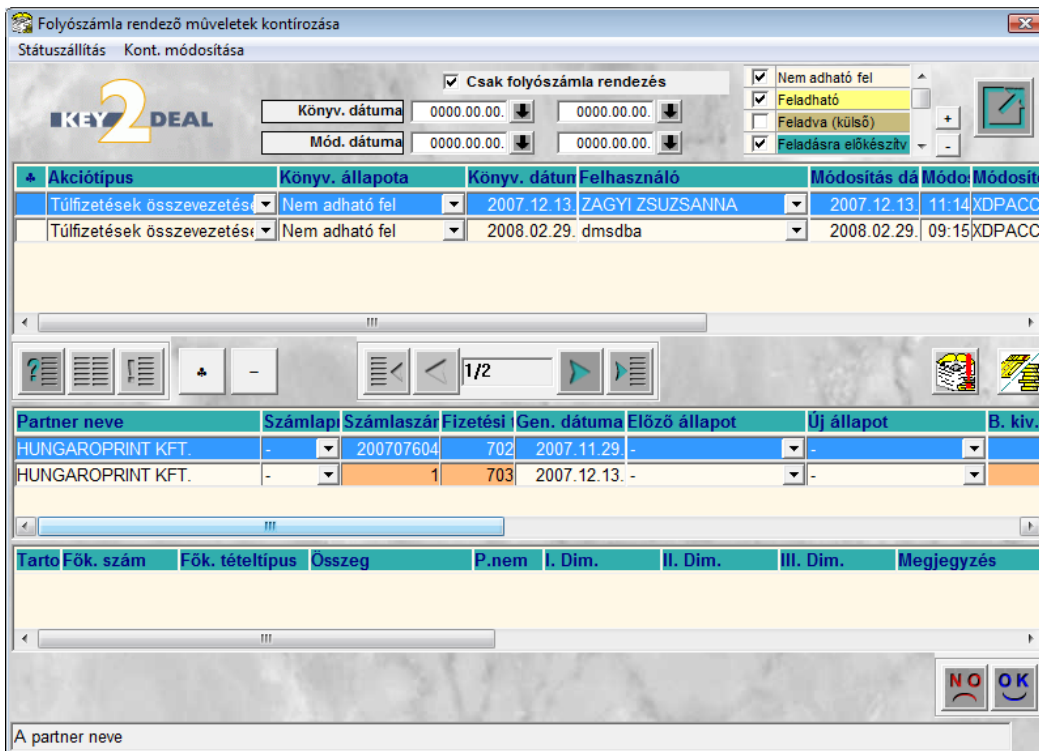 Folyószámla rendező műveletek kontírozása
Státuszállítás Kont. módosítása
KEY 2 DEAL
Csak folyószámla rendezés
Könyv. dátuma 0000.00.00. 0000.00.00.
Mód. dátuma 0000.00.00. 0000.00.00.
Nem adható fel
Feladható
Feladva (külső)
Feladásra előkészítv
+
-
Akciótípus Könyv. állapota Könyv. dátum Felhasználó Módosítás dá Módo: Módosít
Túlfizetések összevezetése Nem adható fel 2007.12.13. ZAGYI ZSUZSANNA 2007.12.13. 11:14 XDPACC
Túlfizetések összevezetése Nem adható fel 2008.02.29. dmsdba 2008.02.29. 09:15 XDPACC
1/2
Partner neve Számlapi Számlaszár Fizetési Gen. dátuma Előző állapot Új állapot B. kiv.
HUNGAROPRINT KFT. - 200707604 702 2007.11.29. - -
HUNGAROPRINT KFT. - 1 703 2007.12.13. - -
Tarto Fők. szám Fők. tételtípus Összeg P.nem I. Dim. II. Dim. III. Dim. Megjegyzés
NO OK
A partner neve